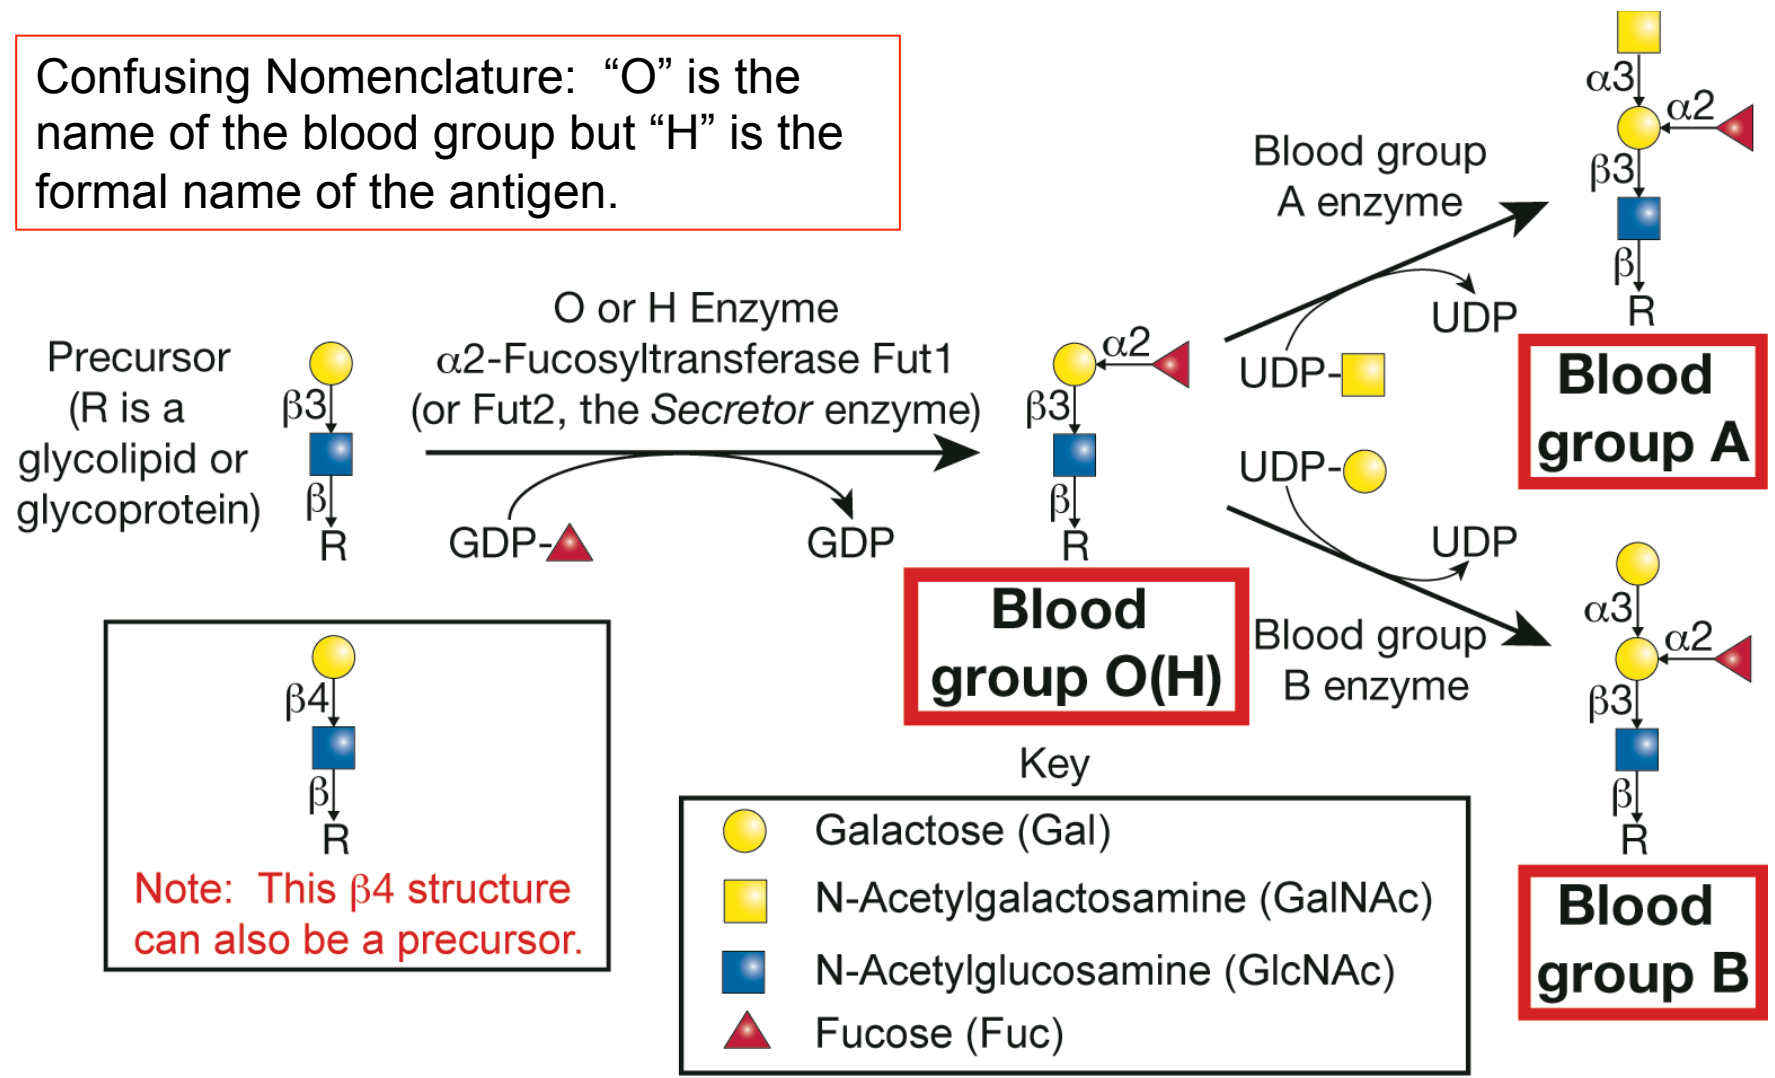 Confusing Nomenclature: “O” is the
name of the blood group but “H” is the
formal name of the antigen.
Precursor
(R is a
glycolipid or
glycoprotein)
β3
β
R
O or H Enzyme
α2-Fucosyltransferase Fut1
(or Fut2, the Secretor enzyme)
GDP-
GDP
α2
β3
β
R
Blood
group O(H)
Blood group
A enzyme
UDP-
UDP
α3
α2
β3
β
R
Blood
group A
UDP-
UDP
Blood group
B enzyme
α3
α2
β3
β
R
Blood
group B
β4
β
R
Note: This β4 structure
can also be a precursor.
Key
Galactose (Gal)
N-Acetylgalactosamine (GalNAc)
N-Acetylglucosamine (GlcNAc)
Fucose (Fuc)